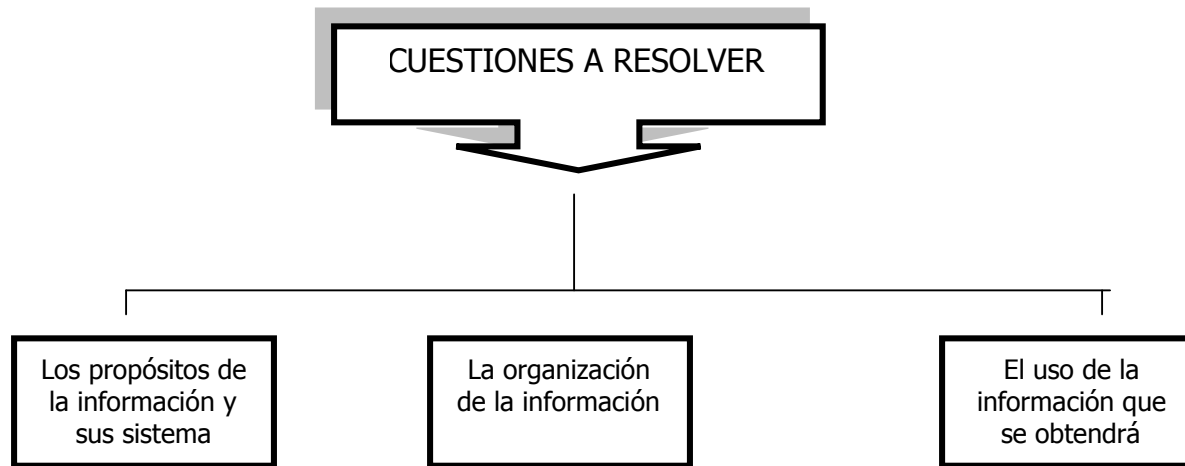 CUESTIONES A RESOLVER
Los propósitos de
la información y
sus sistema
La organización
de la información
El uso de la
información que
se obtendrá